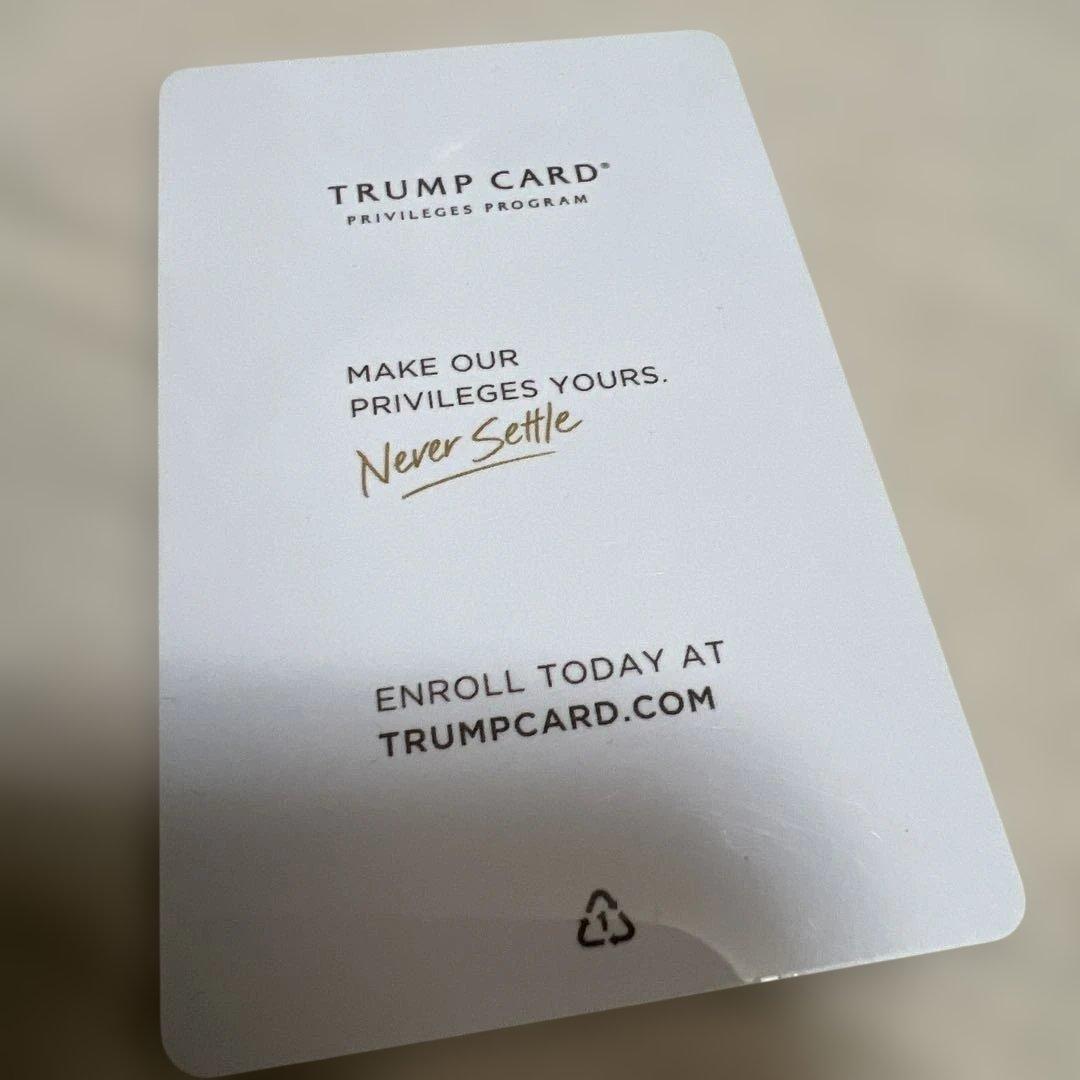 TRUMP CARD®
PRIVILEGES PROGRAM
MAKE OUR
PRIVILEGES YOURS.
Never Settle
ENROLL TODAY AT
TRUMPCARD.COM
1